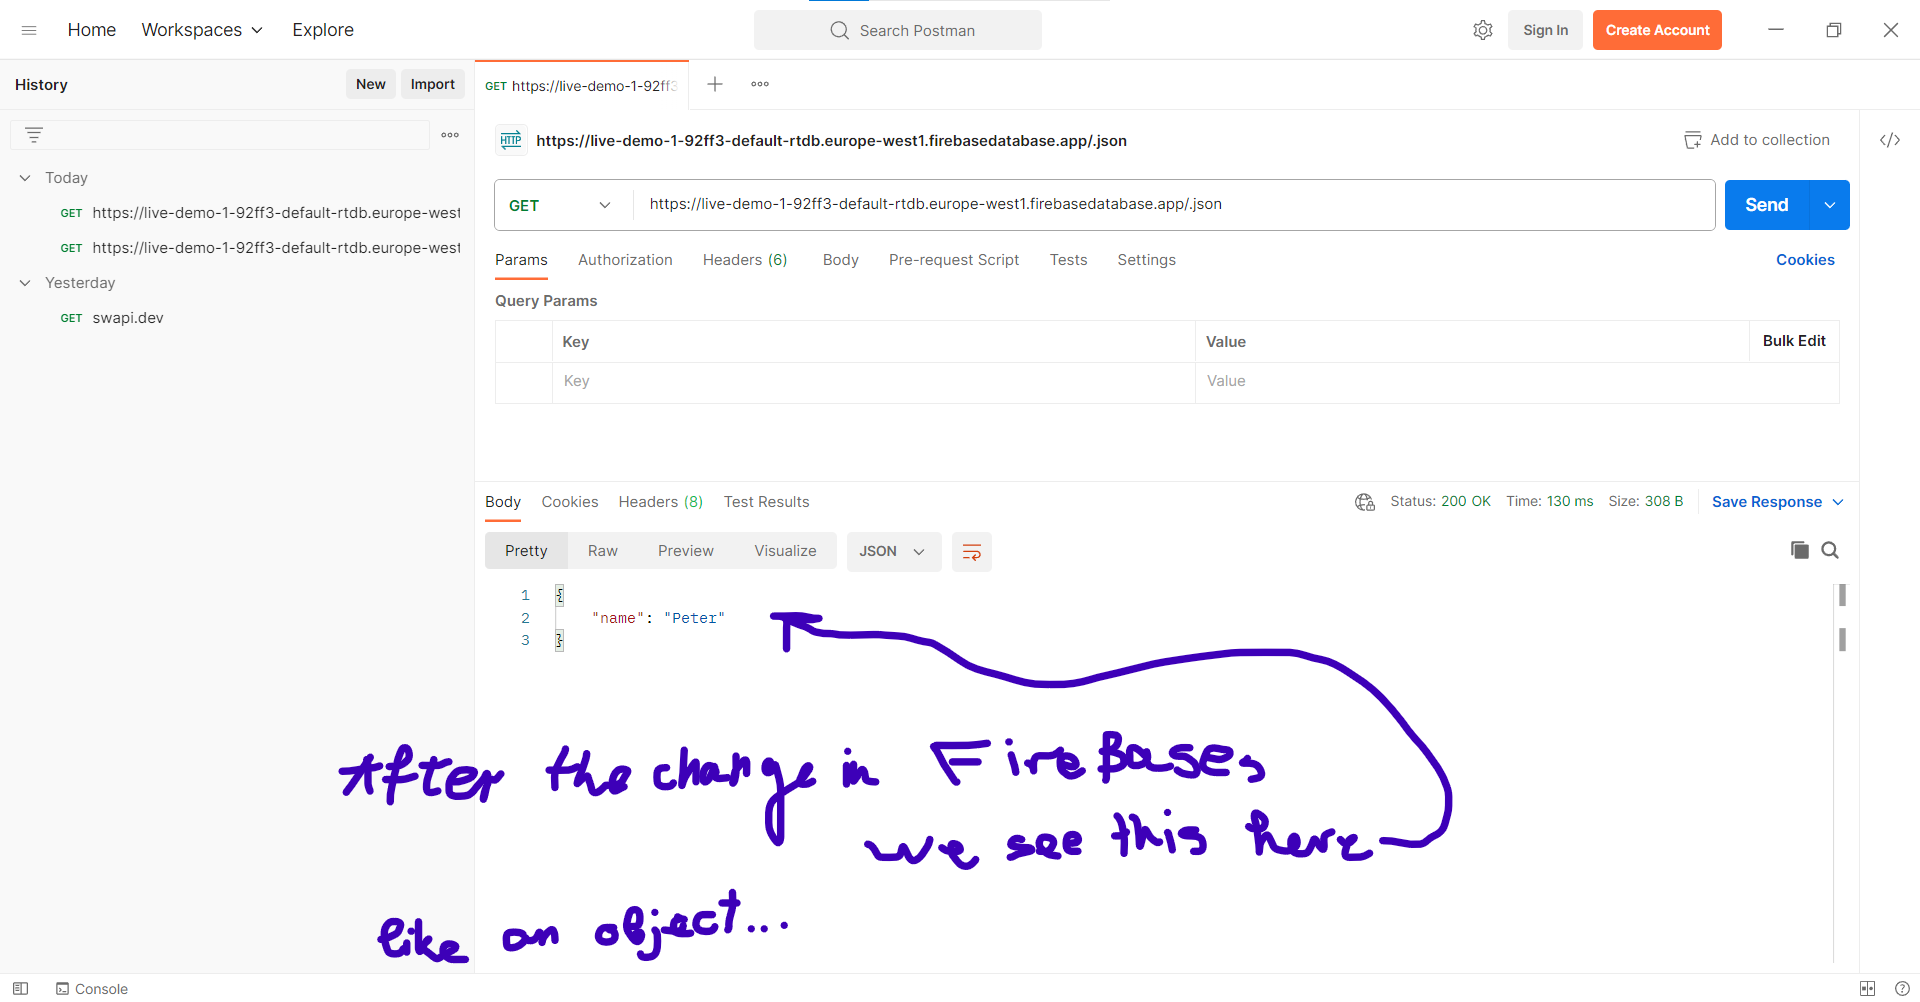 Home Workspaces Explore Search Postman Sign In Create Account
History New Import
GET https://live-demo-1-92ff3
Today
GET https://live-demo-1-92ff3-default-rtdb.europe-west
GET https://live-demo-1-92ff3-default-rtdb.europe-west
Yesterday
GET swapi.dev
HTTP https://live-demo-1-92ff3-default-rtdb.europe-west1.firebasedatabase.app/.json Add to collection
GET https://live-demo-1-92ff3-default-rtdb.europe-west1.firebasedatabase.app/.json Send
Params Authorization Headers (6) Body Pre-request Script Tests Settings Cookies
Query Params
Key Value Bulk Edit
Key Value
Body Cookies Headers (8) Test Results Status: 200 OK Time: 130 ms Size: 308 B Save Response
Pretty Raw Preview Visualize JSON
1 {
2 "name": "Peter"
3 }
After the change in FireBases
we see this here
like an object...
Console